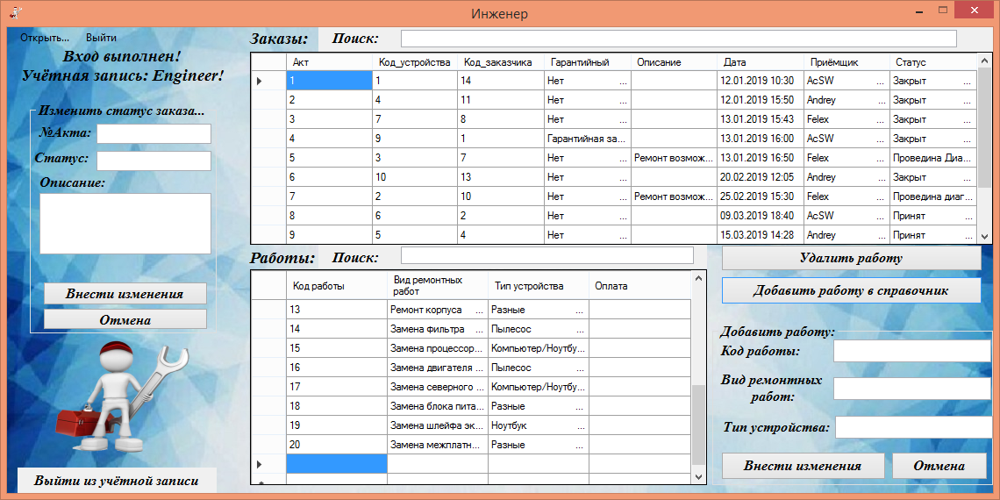 Инженер
Открыть... Выйти
Вход выполнен!
Учётная запись: Engineer!
Изменить статус заказа...
№Акта:
Статус:
Описание:
Внести изменения
Отмена
Выйти из учётной записи
Заказы: Поиск:
Акт Код_устройства Код_заказчика Гарантийный Описание Дата Приёмщик Статус
1 1 14 Нет ... 12.01.2019 10:30 AcSW ... Закрыт ...
2 4 11 Нет ... 12.01.2019 15:50 Andrey ... Закрыт ...
3 7 8 Нет ... 13.01.2019 15:43 Felex ... Закрыт ...
4 9 1 Гарантийная за... 13.01.2019 16:00 AcSW ... Закрыт ...
5 3 7 Нет ... Ремонт возмож... 13.01.2019 16:50 Felex ... Проведина Диа...
6 10 13 Нет ... 20.02.2019 12:05 Andrey ... Закрыт ...
7 2 10 Нет ... Ремонт возмож... 25.02.2019 15:30 Felex ... Проведина диаг...
8 6 2 Нет ... 09.03.2019 18:40 AcSW ... Принят ...
9 5 4 Нет ... 15.03.2019 14:28 Andrey ... Принят ...
Работы: Поиск:
Код работы Вид ремонтных работ Тип устройства Оплата
13 Ремонт корпуса ... Разные ...
14 Замена фильтра ... Пылесос ...
15 Замена процессор... Компьютер/Ноутбу...
16 Замена двигателя ... Пылесос ...
17 Замена северного ... Компьютер/Ноутбу...
18 Замена блока пита... Разные ...
19 Замена шлейфа эк... Ноутбук ...
20 Замена межплатн... Разные ...
Удалить работу
Добавить работу в справочник
Добавить работу:
Код работы:
Вид ремонтных
работ:
Тип устройства:
Внести изменения
Отмена